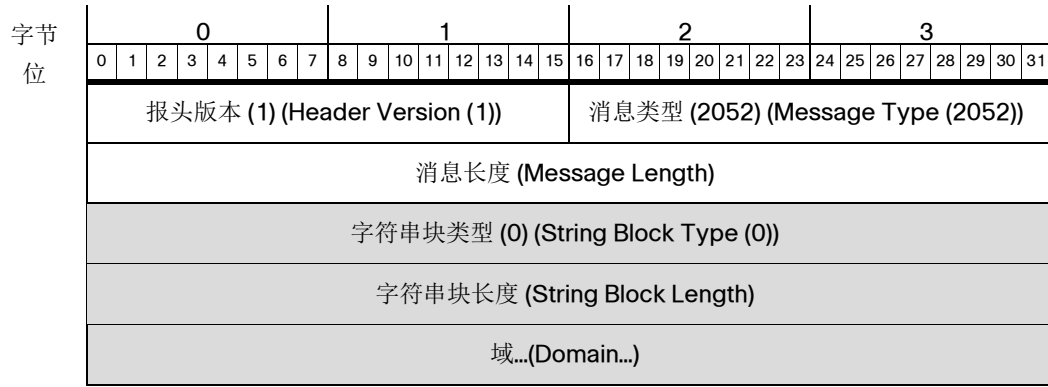 字节 0 1 2 3
位 0 1 2 3 4 5 6 7 8 9 10 11 12 13 14 15 16 17 18 19 20 21 22 23 24 25 26 27 28 29 30 31
报头版本 (1) (Header Version (1)) 消息类型 (2052) (Message Type (2052))
消息长度 (Message Length)
字符串块类型 (0) (String Block Type (0))
字符串块长度 (String Block Length)
域...(Domain...)